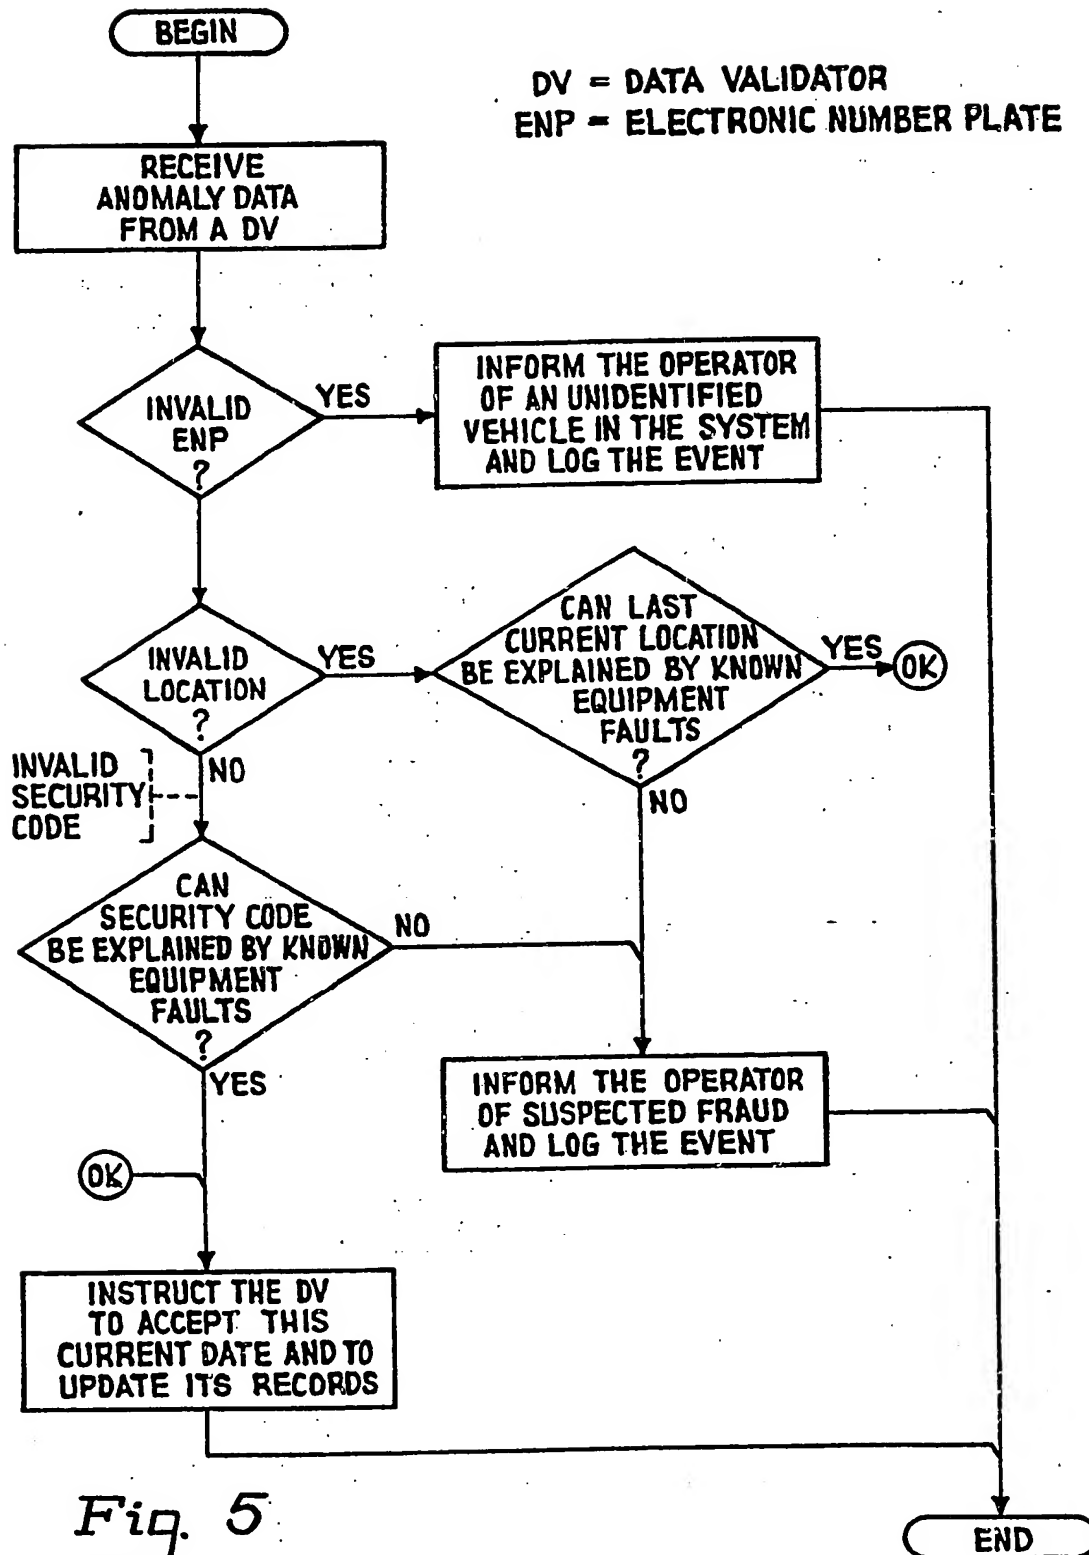 BEGIN
DV = DATA VALIDATOR
ENP = ELECTRONIC NUMBER PLATE
RECEIVE
ANOMALY DATA
FROM A DV
INVALID
ENP
?
YES
INFORM THE OPERATOR
OF AN UNIDENTIFIED
VEHICLE IN THE SYSTEM
AND LOG THE EVENT
INVALID
LOCATION
?
YES
CAN LAST
CURRENT LOCATION
BE EXPLAINED BY KNOWN
EQUIPMENT
FAULTS
?
YES
OK
NO
INVALID
SECURITY
CODE
NO
CAN
SECURITY CODE
BE EXPLAINED BY KNOWN
EQUIPMENT
FAULTS
?
NO
YES
INFORM THE OPERATOR
OF SUSPECTED FRAUD
AND LOG THE EVENT
OK
INSTRUCT THE DV
TO ACCEPT THIS
CURRENT DATE AND TO
UPDATE ITS RECORDS
Fig. 5
END